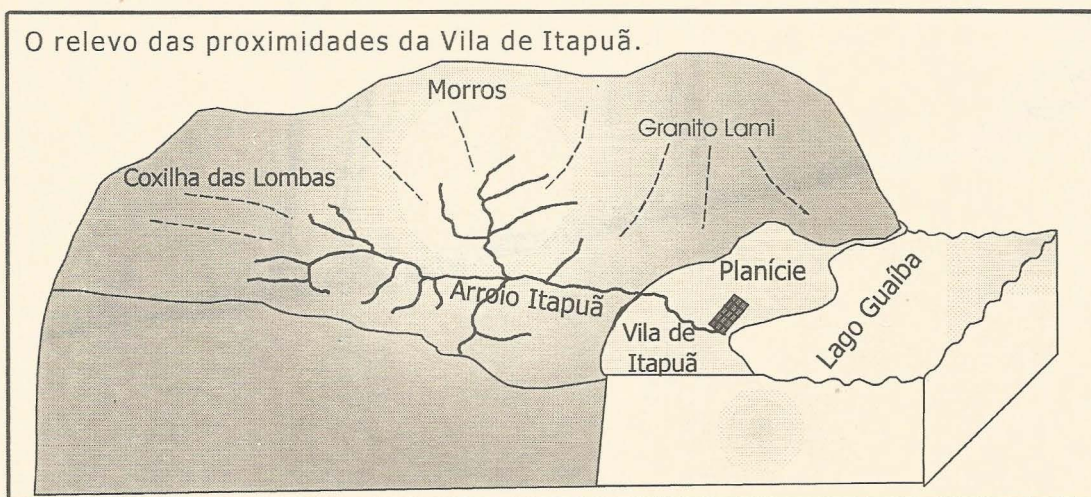 O relevo das proximidades da Vila de Itapuã.
Morros
Granito Lami
Coxilha das Lombas
Planície
Arroio Itapuã
Lago Guaíba
Vila de
Itapuã